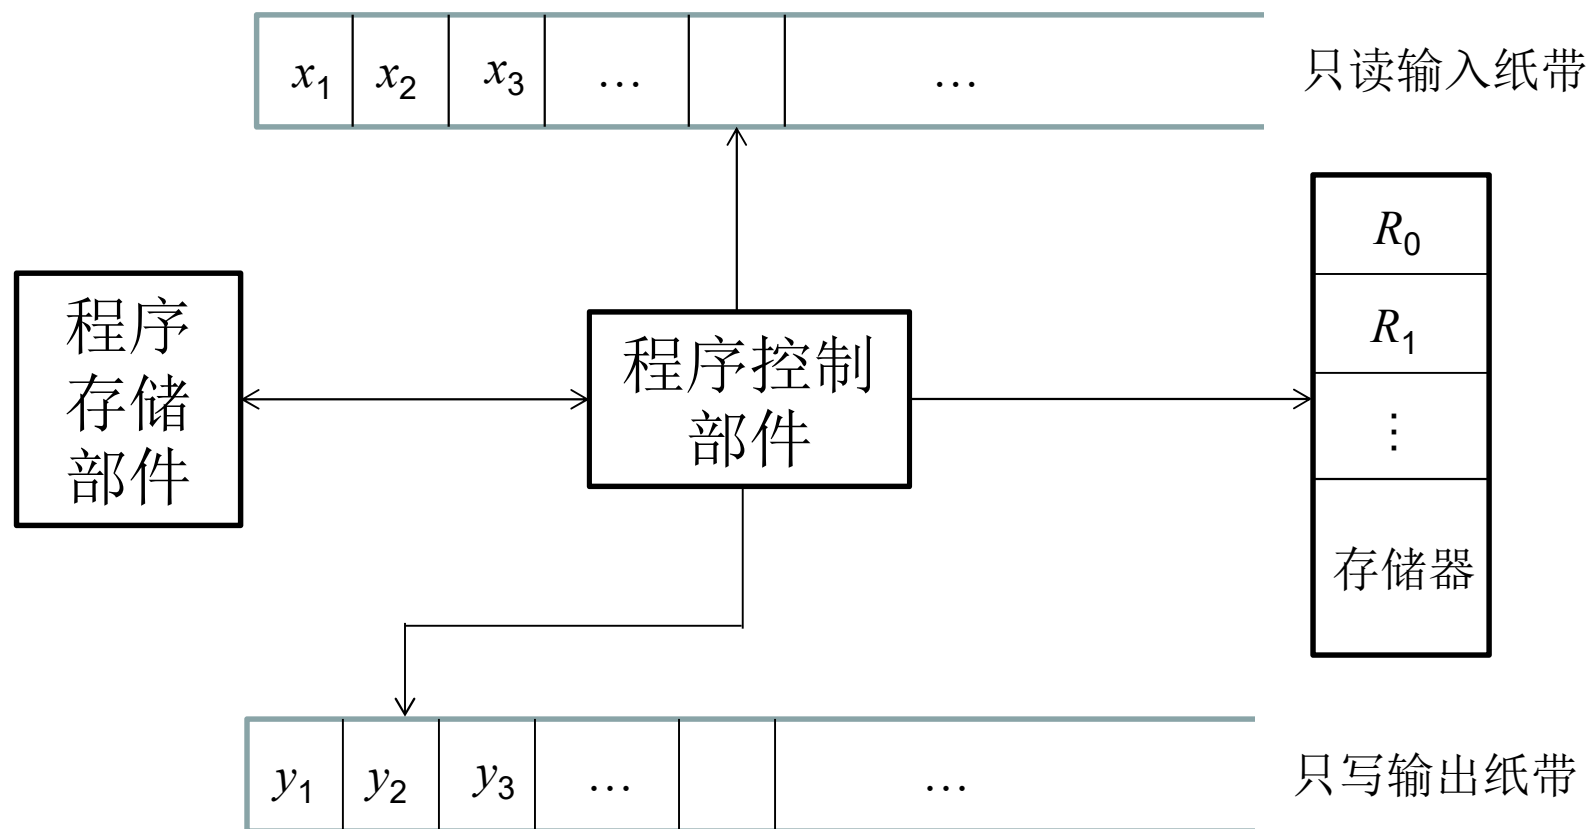 x₁ x₂ x₃ … … 只读输入纸带
R₀
R₁
⋮
存储器
程序
存储
部件
程序控制
部件
y₁ y₂ y₃ … … 只写输出纸带